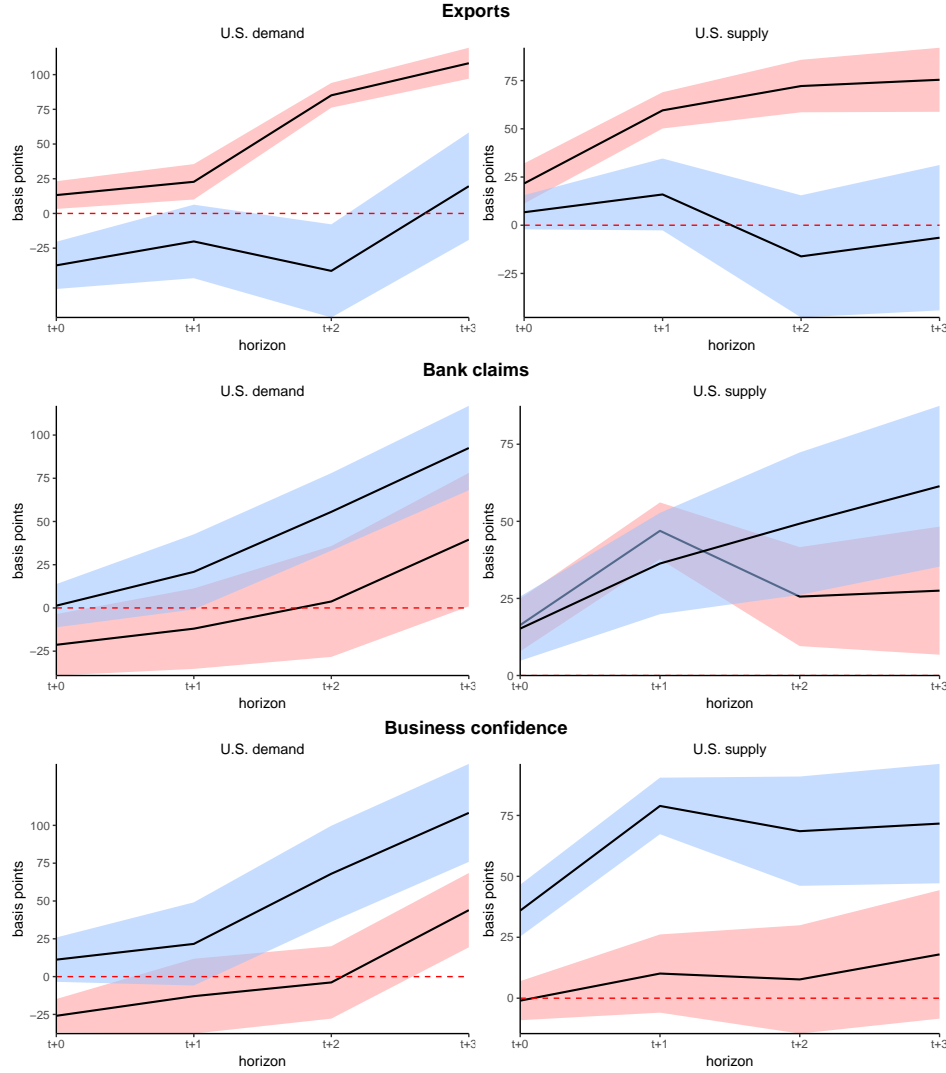 Exports
U.S. demand
U.S. supply
basis points
100
75
50
25
0
−25
t+0
t+1
t+2
t+3
horizon
basis points
75
50
25
0
−25
t+0
t+1
t+2
t+3
horizon
Bank claims
U.S. demand
U.S. supply
basis points
100
75
50
25
0
−25
t+0
t+1
t+2
t+3
horizon
basis points
75
50
25
0
t+0
t+1
t+2
t+3
horizon
Business confidence
U.S. demand
U.S. supply
basis points
100
75
50
25
0
−25
t+0
t+1
t+2
t+3
horizon
basis points
75
50
25
0
t+0
t+1
t+2
t+3
horizon